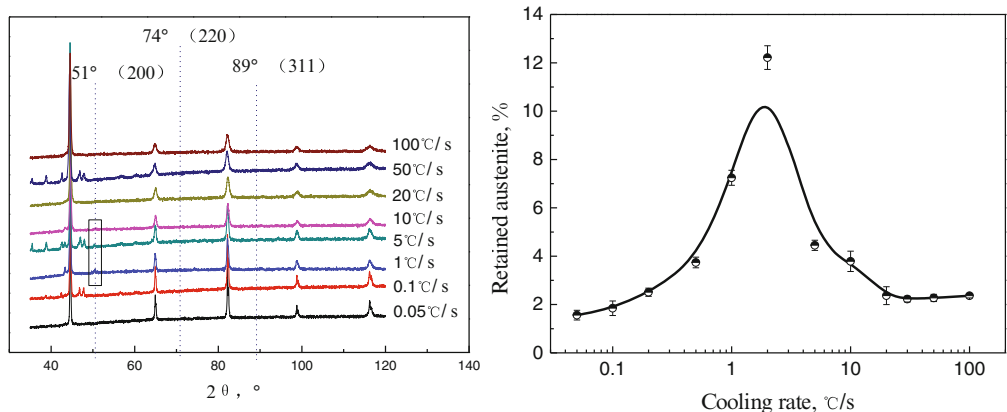 74° （220）
51° （200）
89° （311）
100℃/ s
50℃/ s
20℃/ s
10℃/ s
5℃/ s
1℃/ s
0.1℃/ s
0.05℃/ s
40 60 80 100 120 140
2 θ , °
Retained austenite, %
14
12
10
8
6
4
2
0
0.1 1 10 100
Cooling rate, ℃/s